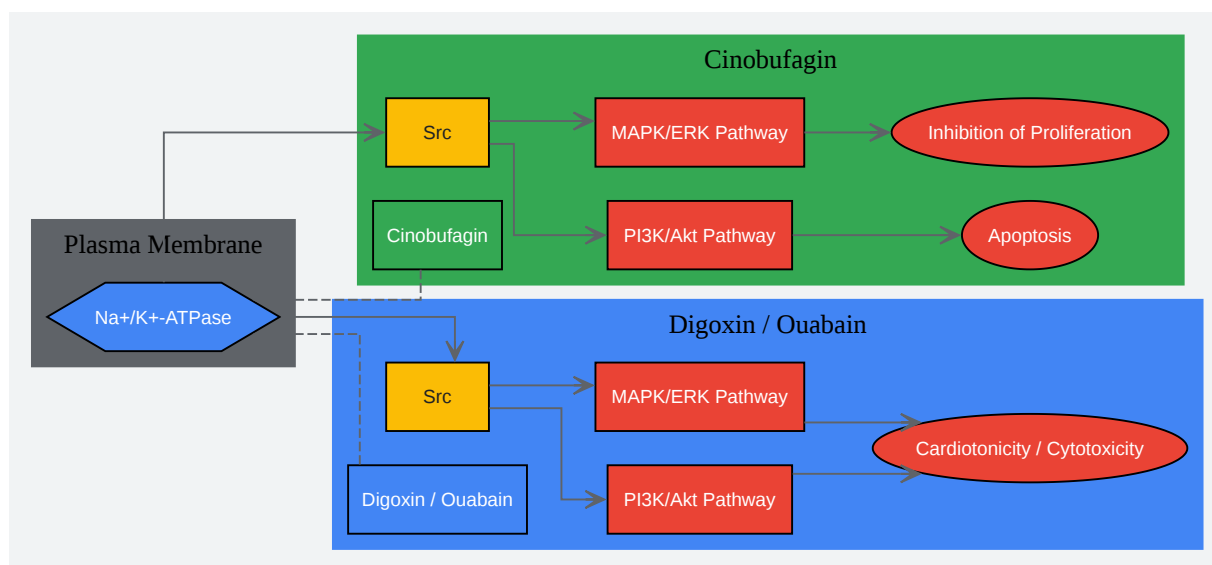 Cinobufagin
Src
MAPK/ERK Pathway
Inhibition of Proliferation
Cinobufagin
PI3K/Akt Pathway
Apoptosis
Plasma Membrane
Na+/K+-ATPase
Digoxin / Ouabain
Src
MAPK/ERK Pathway
Cardiotonicity / Cytotoxicity
Digoxin / Ouabain
PI3K/Akt Pathway